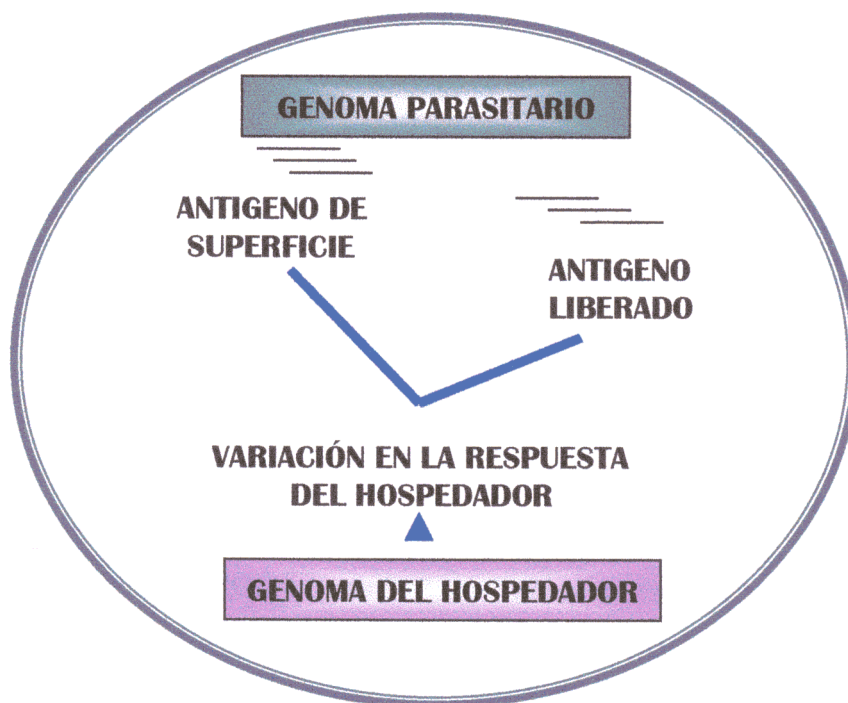 GENOMA PARASITARIO
ANTIGENO DE
SUPERFICIE
ANTIGENO
LIBERADO
VARIACIÓN EN LA RESPUESTA
DEL HOSPEDADOR
GENOMA DEL HOSPEDADOR